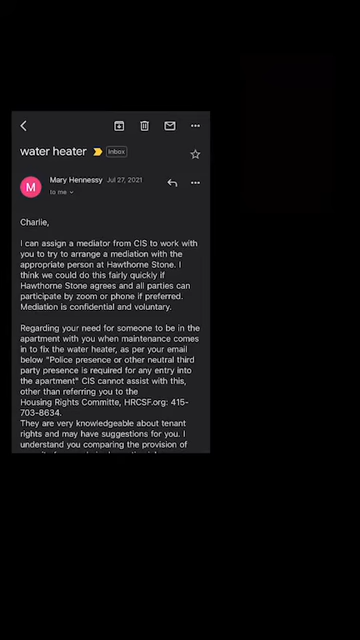 water heater Inbox
M
Mary Hennessy Jul 27, 2021
to me
Charlie,
I can assign a mediator from CIS to work with
you to try to arrange a mediation with the
appropriate person at Hawthorne Stone. I
think we could do this fairly quickly if
Hawthorne Stone agrees and all parties can
participate by zoom or phone if preferred.
Mediation is confidential and voluntary.
Regarding your need for someone to be in the
apartment with you when maintenance comes
in to fix the water heater, as per your email
below "Police presence or other neutral third
party presence is required for any entry into
the apartment" CIS cannot assist with this,
other than referring you to the
Housing Rights Committe, HRCSF.org: 415-
703-8634.
They are very knowledgeable about tenant
rights and may have suggestions for you. I
understand you comparing the provision of